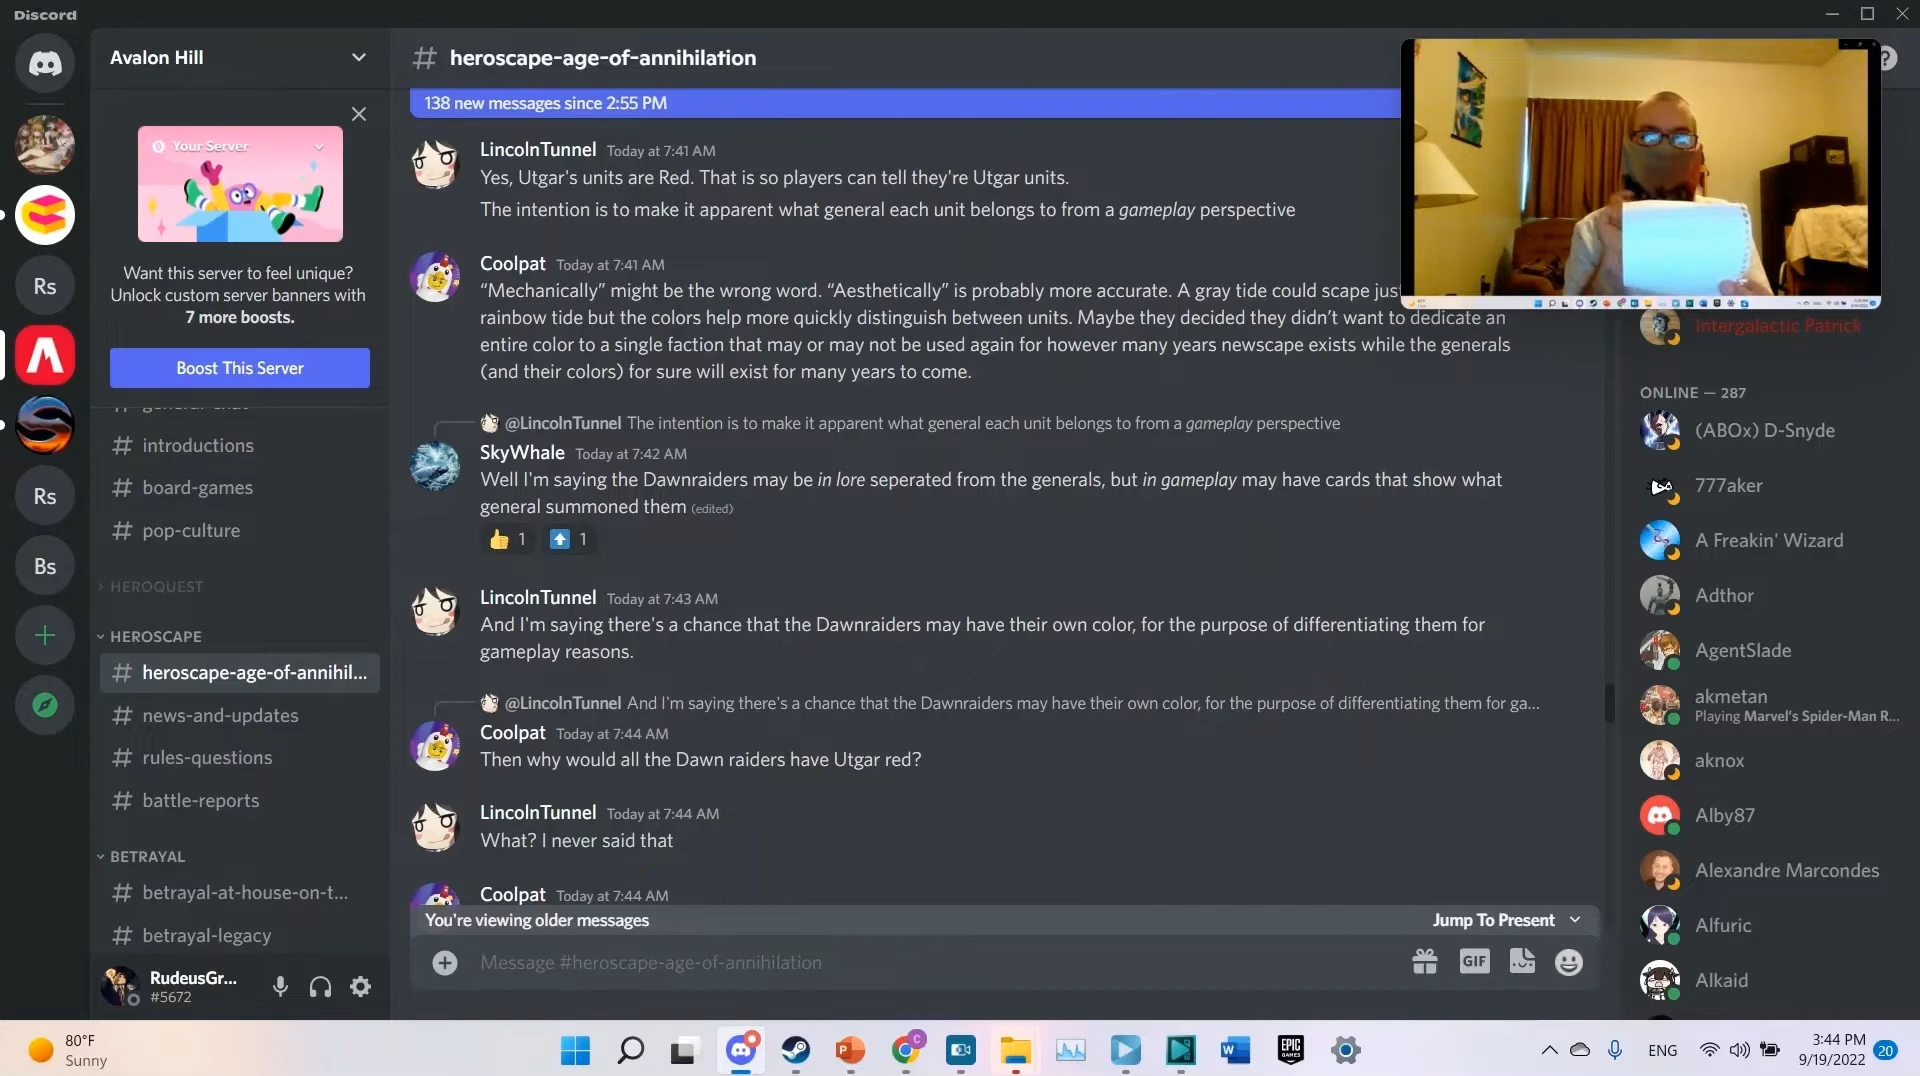 Discord
Avalon Hill
heroscape-age-of-annihilation
138 new messages since 2:55 PM
Your Server
Want this server to feel unique?
Unlock custom server banners with
7 more boosts.
Boost This Server
introductions
board-games
pop-culture
HEROQUEST
HEROSCAPE
heroscape-age-of-annihil...
news-and-updates
rules-questions
battle-reports
BETRAYAL
betrayal-at-house-on-t...
betrayal-legacy
RudeusGr...
#5672
Rs
Rs
Bs
LincolnTunnel Today at 7:41 AM
Yes, Utgar's units are Red. That is so players can tell they're Utgar units.
The intention is to make it apparent what general each unit belongs to from a gameplay perspective
Coolpat Today at 7:41 AM
“Mechanically” might be the wrong word. “Aesthetically” is probably more accurate. A gray tide could scape jus
rainbow tide but the colors help more quickly distinguish between units. Maybe they decided they didn’t want to dedicate an
entire color to a single faction that may or may not be used again for however many years newscape exists while the generals
(and their colors) for sure will exist for many years to come.
@LincolnTunnel The intention is to make it apparent what general each unit belongs to from a gameplay perspective
SkyWhale Today at 7:42 AM
Well I'm saying the Dawnraiders may be in lore seperated from the generals, but in gameplay may have cards that show what
general summoned them (edited)
1 1
LincolnTunnel Today at 7:43 AM
And I'm saying there's a chance that the Dawnraiders may have their own color, for the purpose of differentiating them for
gameplay reasons.
@LincolnTunnel And I'm saying there's a chance that the Dawnraiders may have their own color, for the purpose of differentiating them for ga...
Coolpat Today at 7:44 AM
Then why would all the Dawn raiders have Utgar red?
LincolnTunnel Today at 7:44 AM
What? I never said that
Coolpat Today at 7:44 AM
You're viewing older messages
Jump To Present
Message #heroscape-age-of-annihilation
GIF
Intergalactic Patrick
ONLINE — 287
(ABOx) D-Snyde
777aker
A Freakin' Wizard
Adthor
AgentSlade
akmetan
Playing Marvel's Spider-Man R...
aknox
Alby87
Alexandre Marcondes
Alfuric
Alkaid
80°F
Sunny
EPIC
GAMES
ENG
3:44 PM
9/19/2022
20